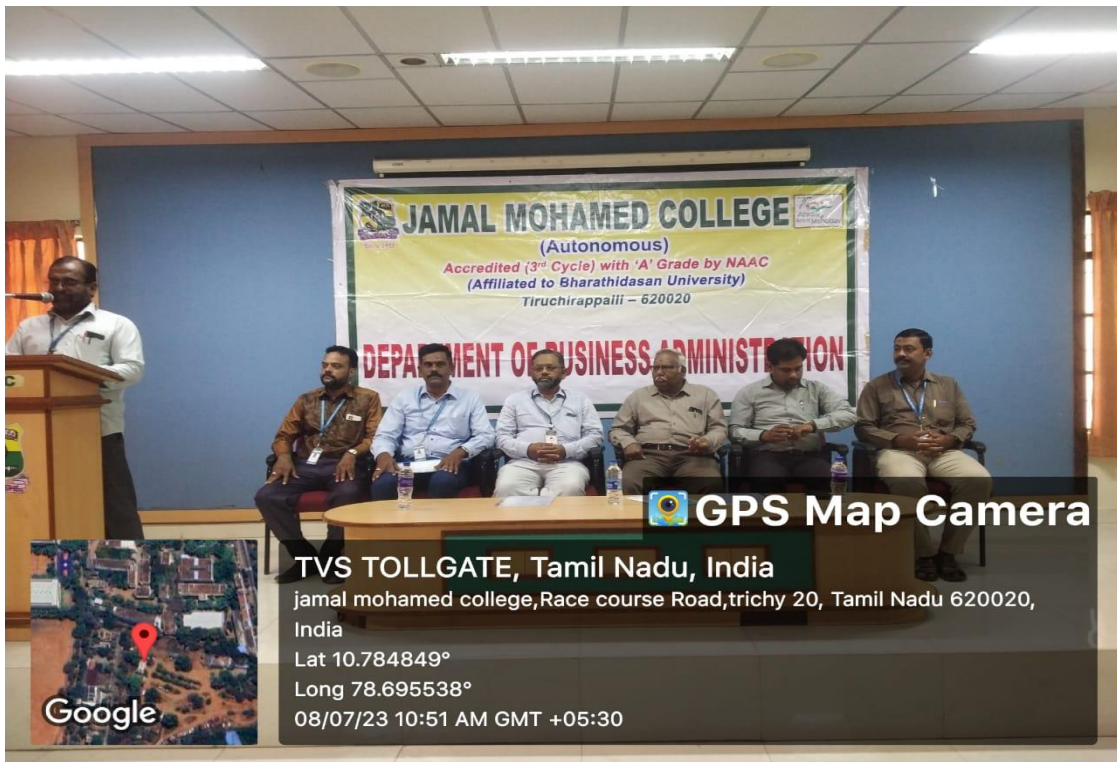 JAMAL MOHAMED COLLEGE
(Autonomous)
Accredited (3rd Cycle) with 'A' Grade by NAAC
(Affiliated to Bharathidasan University)
Tiruchirappalli – 620020
DEPARTMENT OF BUSINESS ADMINISTRATION
GPS Map Camera
TVS TOLLGATE, Tamil Nadu, India
jamal mohamed college,Race course Road,trichy 20, Tamil Nadu 620020,
India
Lat 10.784849°
Long 78.695538°
08/07/23 10:51 AM GMT +05:30
Google